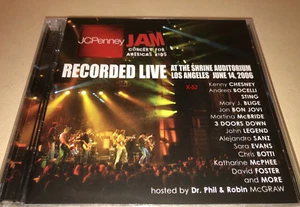 JCPenney JAM
CONCERT FOR
AMERICA'S KIDS
RECORDED LIVE
AT THE SHRINE AUDITORIUM
LOS ANGELES JUNE 14, 2006
Kenny CHESNEY
Andrea BOCELLI
STING
Mary J. BLIGE
Jon BON JOVI
Martina McBRIDE
3 DOORS DOWN
John LEGEND
Alejandro SANZ
Sara EVANS
Chris BOTTI
Katharine McPHEE
David FOSTER
and MORE
hosted by Dr. Phil & Robin McGRAW